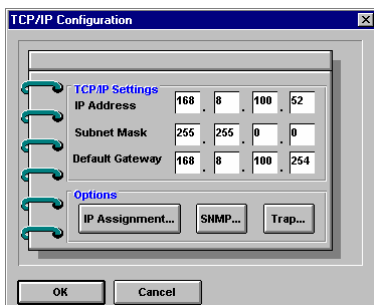 TCP/IP Configuration
TCP/IP Settings
IP Address 168 . 8 . 100 . 52
Subnet Mask 255 . 255 . 0 . 0
Default Gateway 168 . 8 . 100 . 254
Options
IP Assignment... SNMP... Trap...
OK Cancel